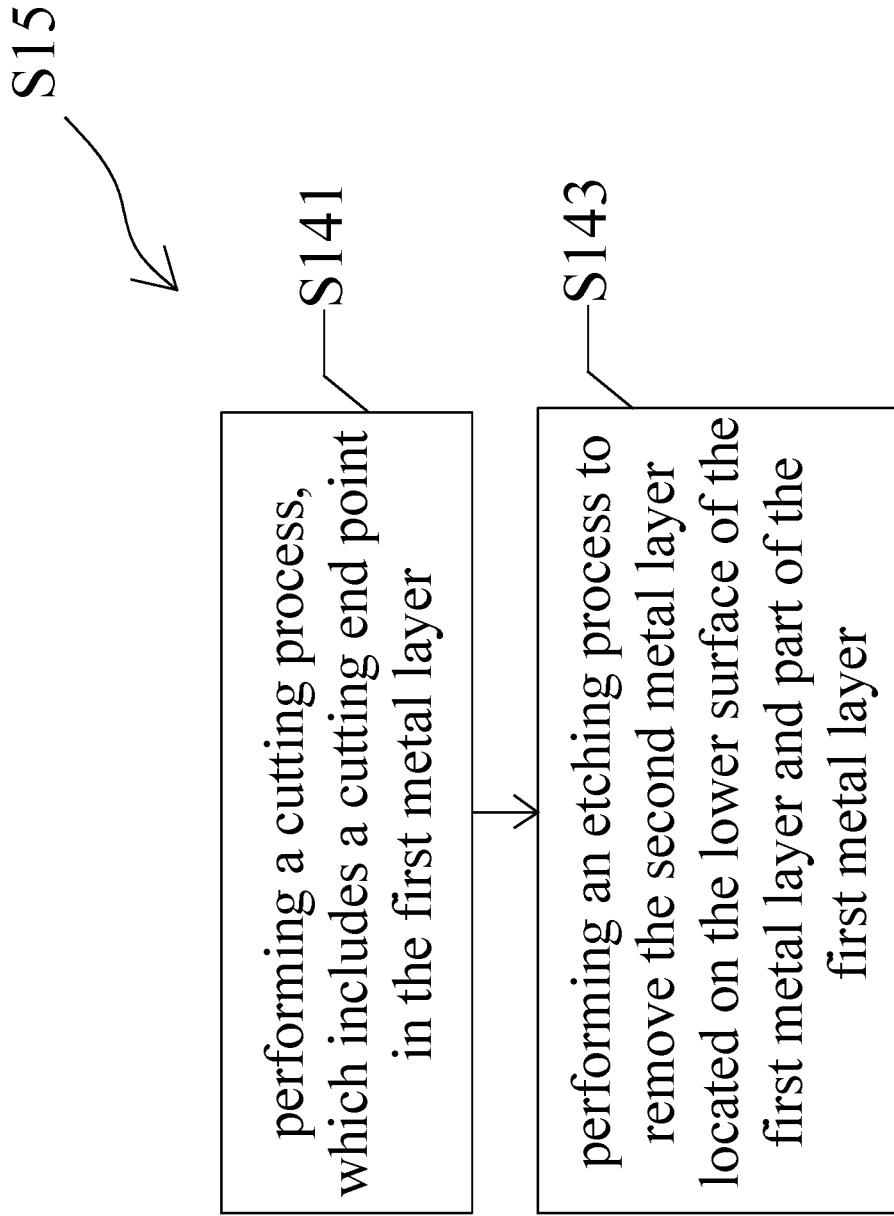 S15
performing a cutting process,
which includes a cutting end point
in the first metal layer
S141
performing an etching process to
remove the second metal layer
located on the lower surface of the
first metal layer and part of the
first metal layer
S143